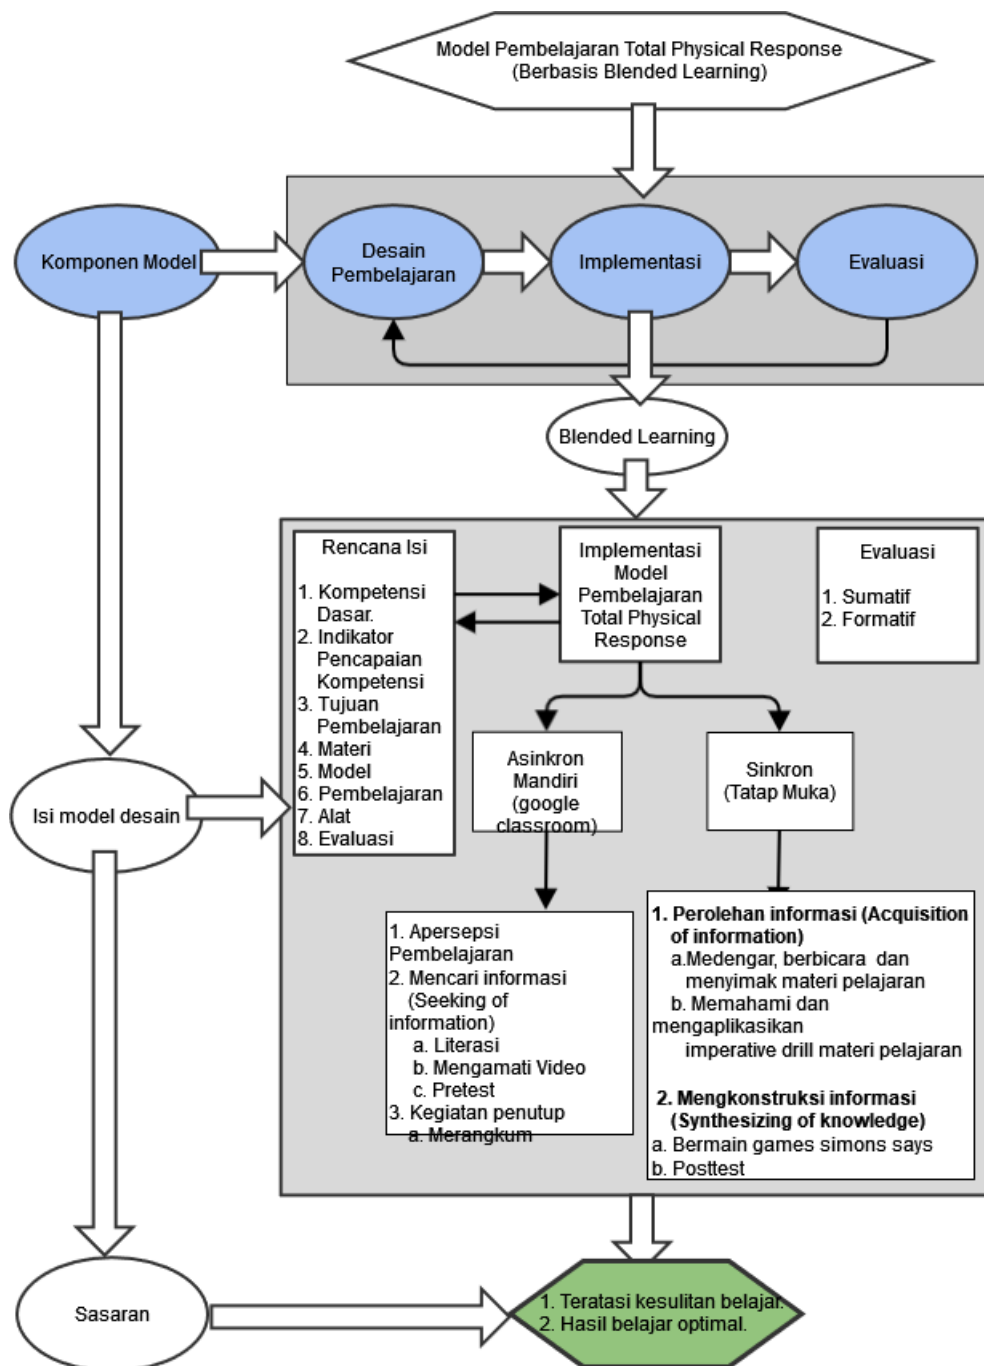 Model Pembelajaran Total Physical Response
(Berbasis Blended Learning)
Komponen Model
Desain
Pembelajaran
Implementasi
Evaluasi
Blended Learning
Rencana Isi
1. Kompetensi
Dasar.
2. Indikator
Pencapaian
Kompetensi
3. Tujuan
Pembelajaran
4. Materi
5. Model
6. Pembelajaran
7. Alat
8. Evaluasi
Implementasi
Model
Pembelajaran
Total Physical
Response
Evaluasi
1. Sumatif
2. Formatif
Asinkron
Mandiri
(google
classroom)
Sinkron
(Tatap Muka)
Isi model desain
1. Apersepsi
Pembelajaran
2. Mencari informasi
(Seeking of
information)
a. Literasi
b. Mengamati Video
c. Pretest
3. Kegiatan penutup
a. Merangkum
1. Perolehan informasi (Acquisition
of information)
a.Medengar, berbicara dan
menyimak materi pelajaran
b. Memahami dan
mengaplikasikan
imperative drill materi pelajaran
2. Mengkonstruksi informasi
(Synthesizing of knowledge)
a. Bermain games simons says
b. Posttest
Sasaran
1. Teratasi kesulitan belajar.
2. Hasil belajar optimal.